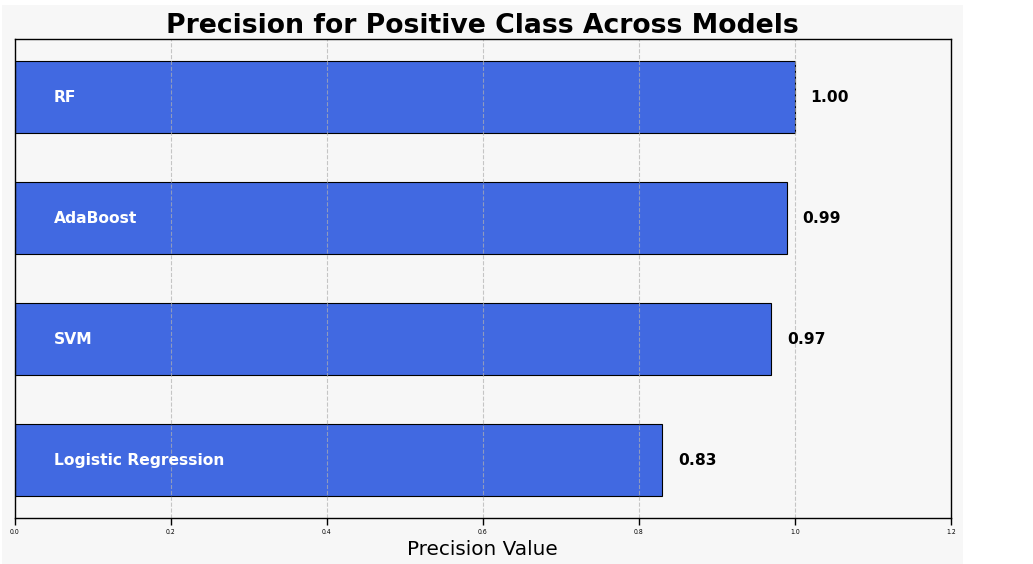 Precision for Positive Class Across Models
RF
1.00
AdaBoost
0.99
SVM
0.97
Logistic Regression
0.83
0.0 0.2 0.4 0.6 0.8 1.0 1.2
Precision Value